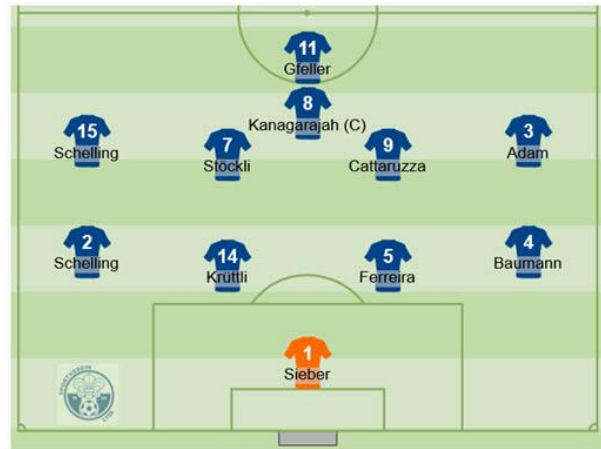 11
Gfeller
8
Kanagarajah (C)
15
Schelling
7
Stöckli
9
Cattaruzza
3
Adam
2
Schelling
14
Krüttli
5
Ferreira
4
Baumann
1
Sieber
SPORTVEREIN